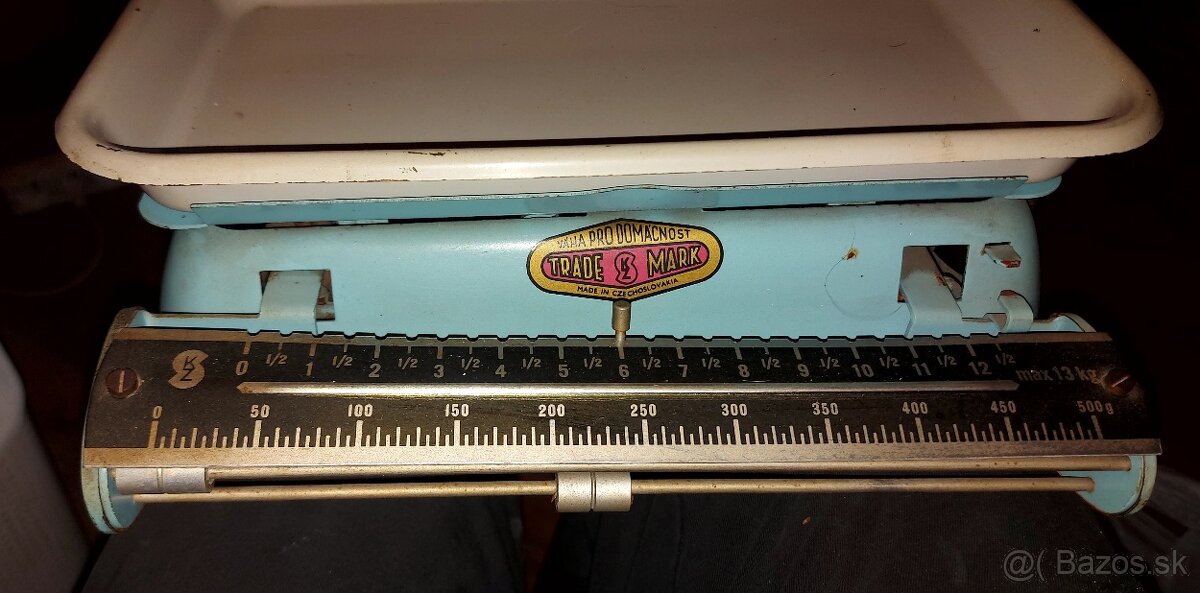 VÁHA PRO DOMÁCNOST
TRADE KZ MARK
MADE IN CZECHOSLOVAKIA
KZ
0 1/2 1 1/2 2 1/2 3 1/2 4 1/2 5 1/2 6 1/2 7 1/2 8 1/2 9 1/2 10 1/2 11 1/2 12 1/2 max 13 kg
0 50 100 150 200 250 300 350 400 450 500g
@( Bazos.sk